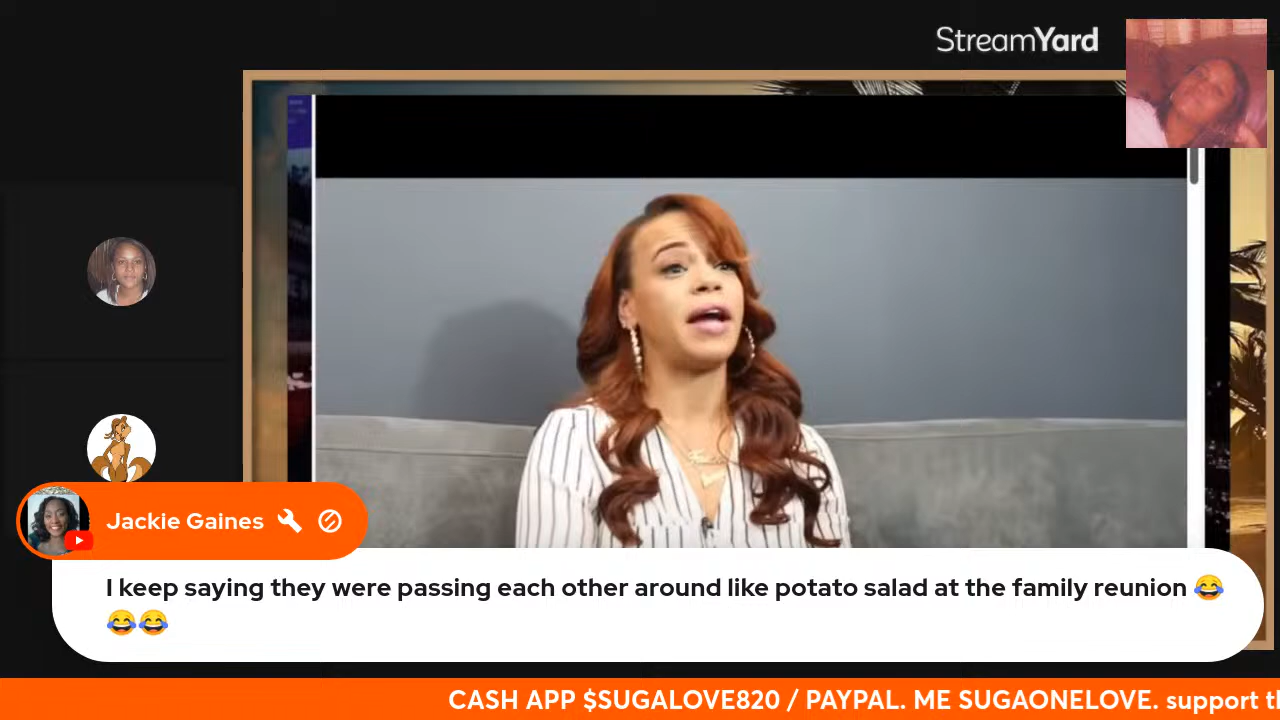 StreamYard
Jackie Gaines
I keep saying they were passing each other around like potato salad at the family reunion 😂
😂😂
CASH APP $SUGALOVE820 / PAYPAL. ME SUGAONELOVE. support